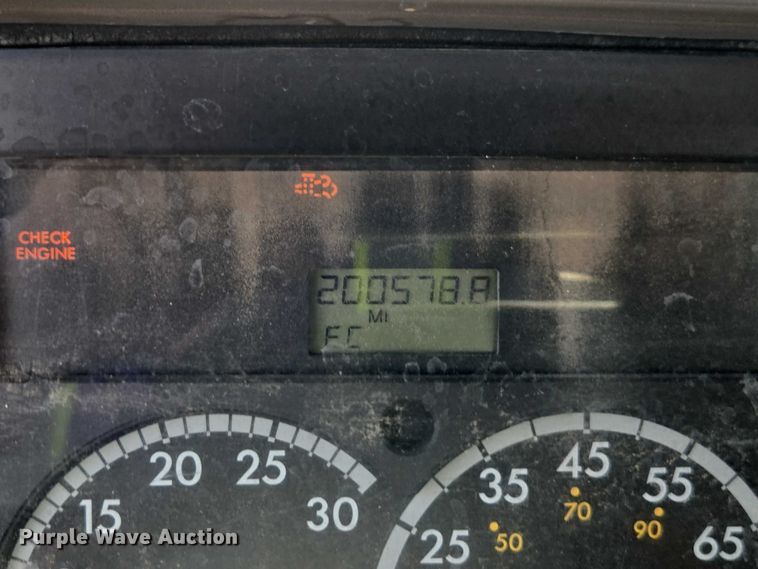 CHECK
ENGINE
200578.8
MI
EC
15 20 25 30
25 35 45 55 65
50 70 90
Purple Wave Auction